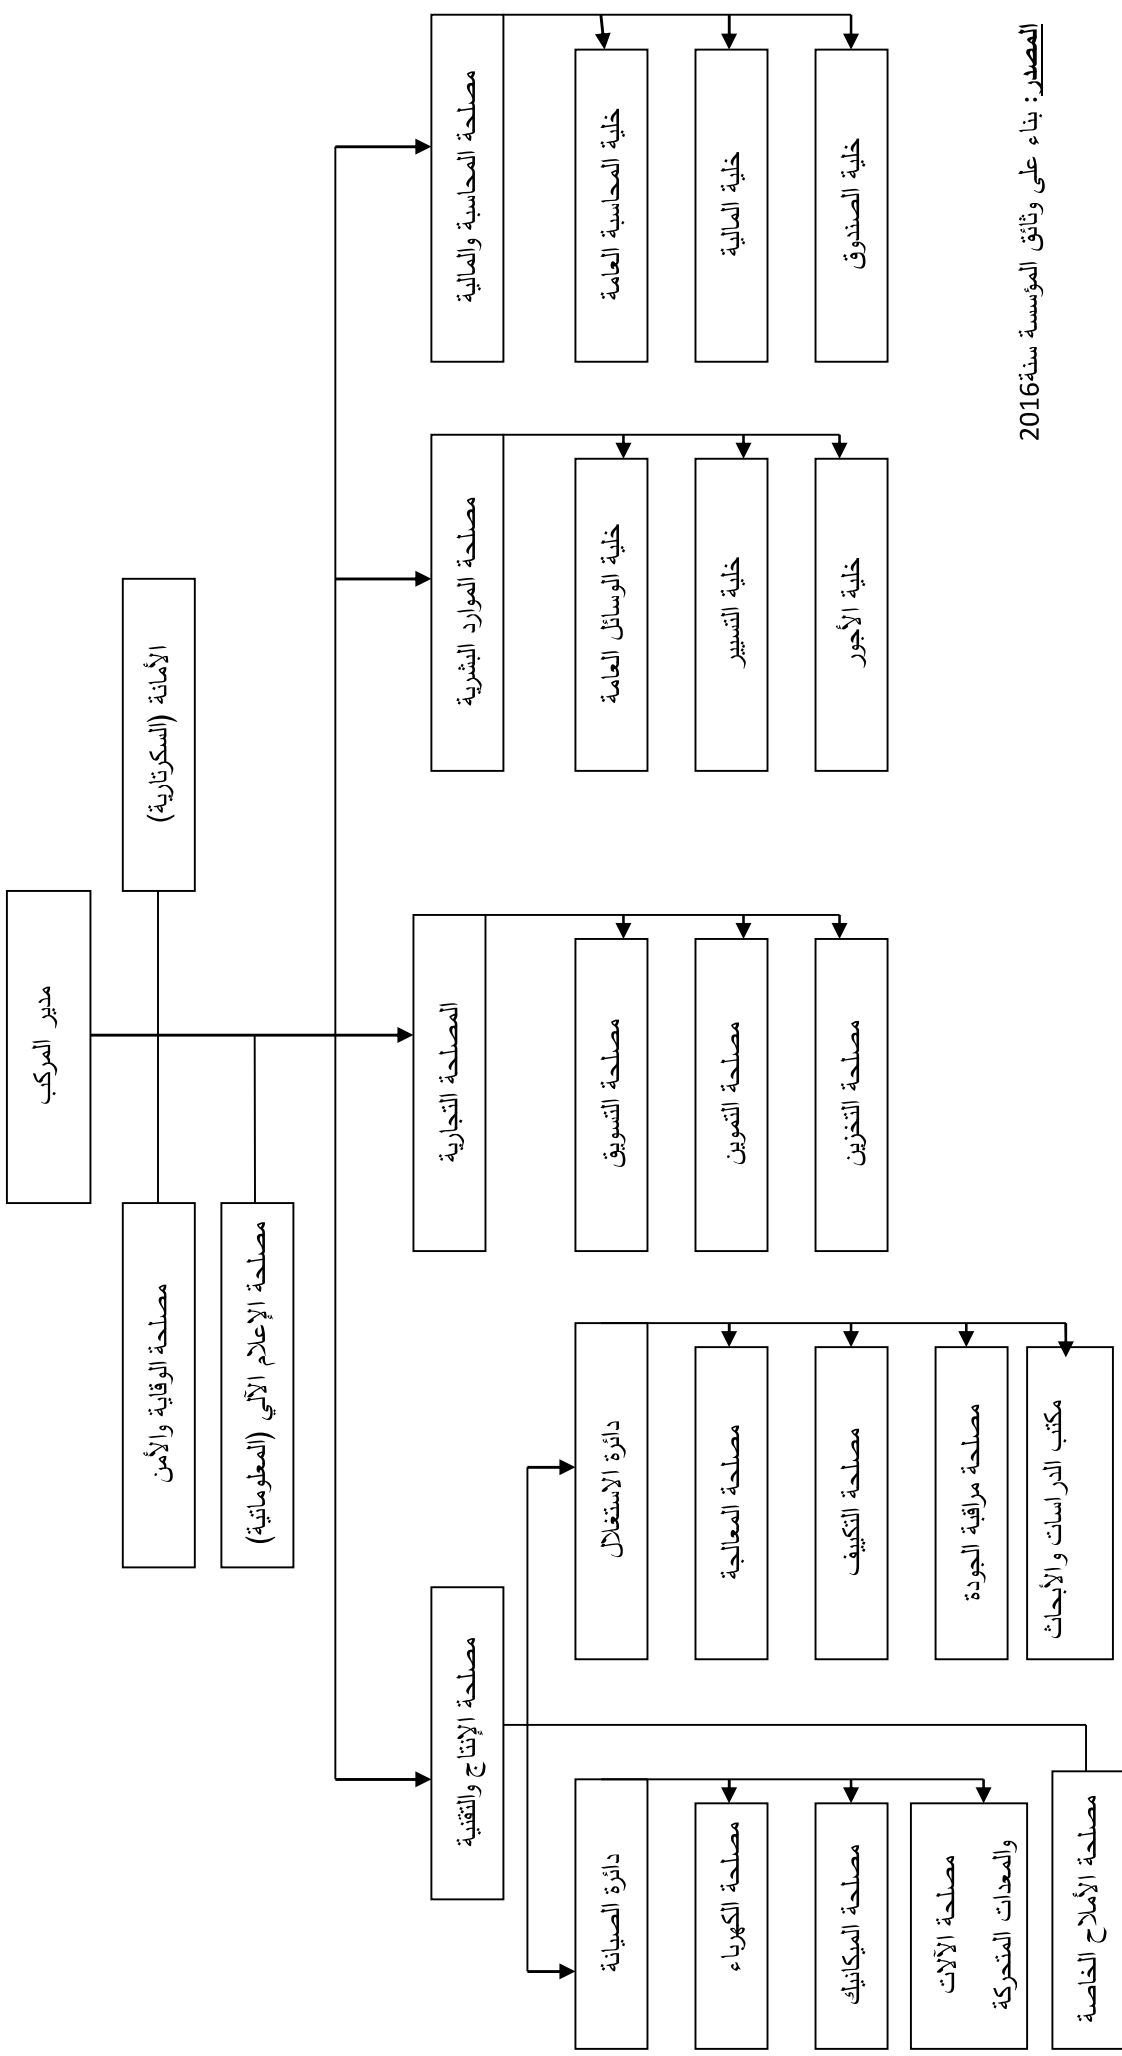 مدير المركب
الأمانة (السكرتارية)
مصلحة الوقاية والأمن
مصلحة الإعلام الآلي (المعلوماتية)
مصلحة المحاسبة والمالية
مصلحة الموارد البشرية
المصلحة التجارية
مصلحة الإنتاج والتقنية
خلية المحاسبة العامة
خلية المالية
خلية الصندوق
خلية الوسائل العامة
خلية التسيير
خلية الأجور
مصلحة التسويق
مصلحة التموين
مصلحة التخزين
دائرة الاستغلال
مصلحة المعالجة
مصلحة التكييف
مصلحة مراقبة الجودة
مكتب الدراسات والأبحاث
دائرة الصيانة
مصلحة الكهرباء
مصلحة الميكانيك
مصلحة الآلات
والمعدات المتحركة
مصلحة الأملاح الخاصة
المصدر: بناء على وثائق المؤسسة سنة2016